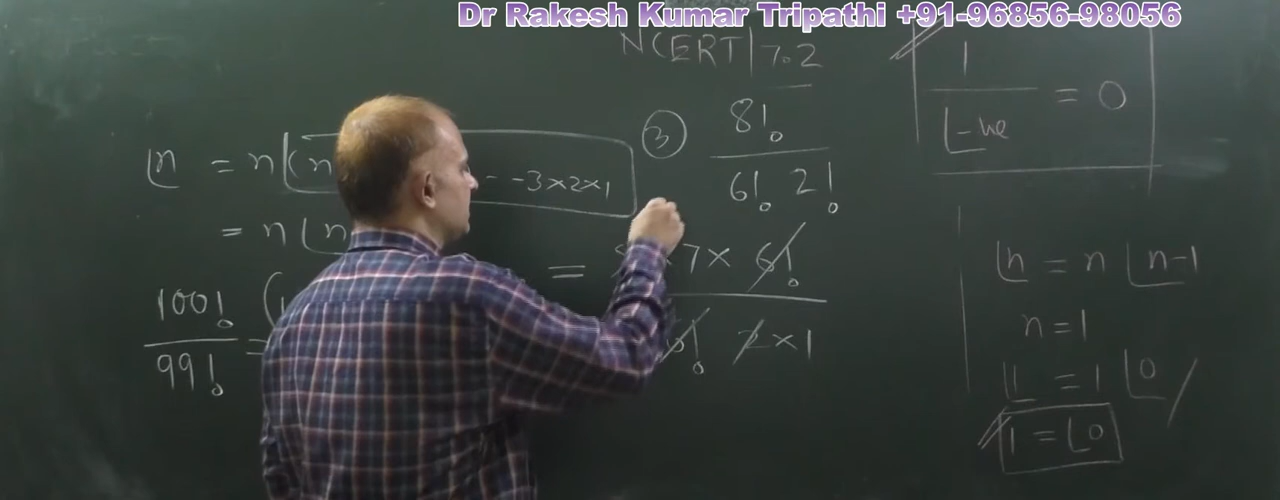 Dr Rakesh Kumar Tripathi +91-96856-98056
NCERT | 7.2
⌊n = n (n - -3×2×1
= n ⌊n
100! / 99! =
③ 8! / 6! 2!
= 7 × 6! / 6! 2×1
1 / ⌊-ve = 0
⌊n = n ⌊n-1
n=1
⌊1 = 1 ⌊0
1 = ⌊0